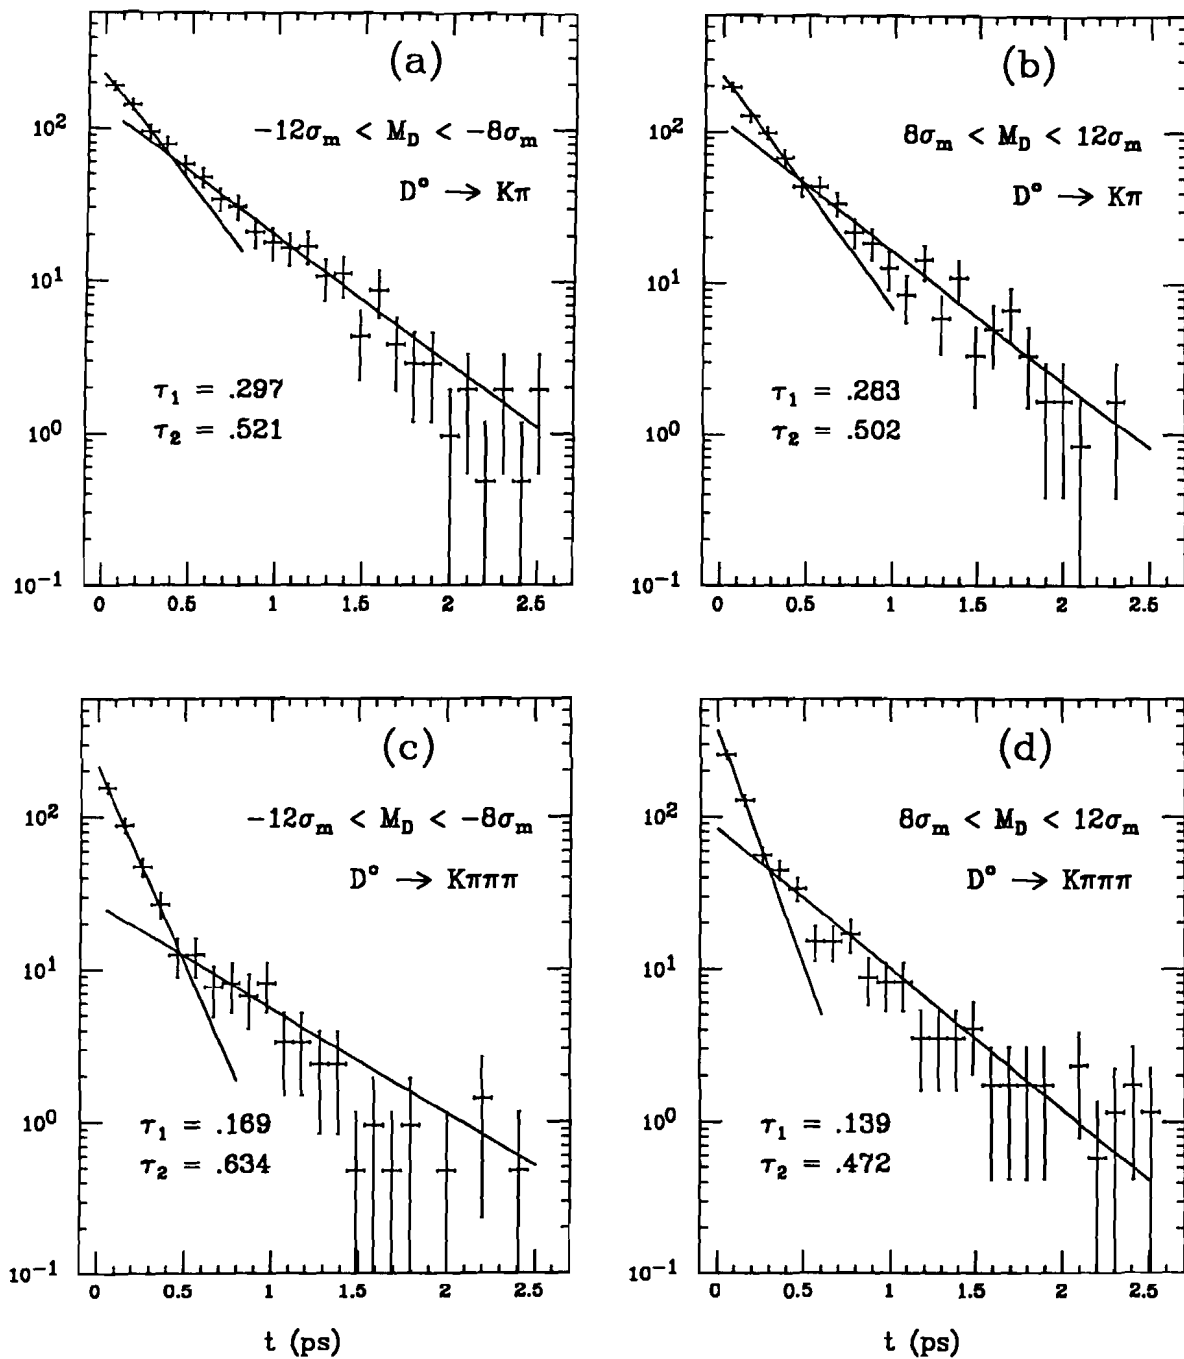 (a)
-12σm < MD < -8σm
D° → Kπ
τ1 = .297
τ2 = .521
10²
10¹
10⁰
10⁻¹
0 0.5 1 1.5 2 2.5
(b)
8σm < MD < 12σm
D° → Kπ
τ1 = .283
τ2 = .502
10²
10¹
10⁰
10⁻¹
0 0.5 1 1.5 2 2.5
(c)
-12σm < MD < -8σm
D° → Kπππ
τ1 = .169
τ2 = .634
10²
10¹
10⁰
10⁻¹
0 0.5 1 1.5 2 2.5
t (ps)
(d)
8σm < MD < 12σm
D° → Kπππ
τ1 = .139
τ2 = .472
10²
10¹
10⁰
10⁻¹
0 0.5 1 1.5 2 2.5
t (ps)